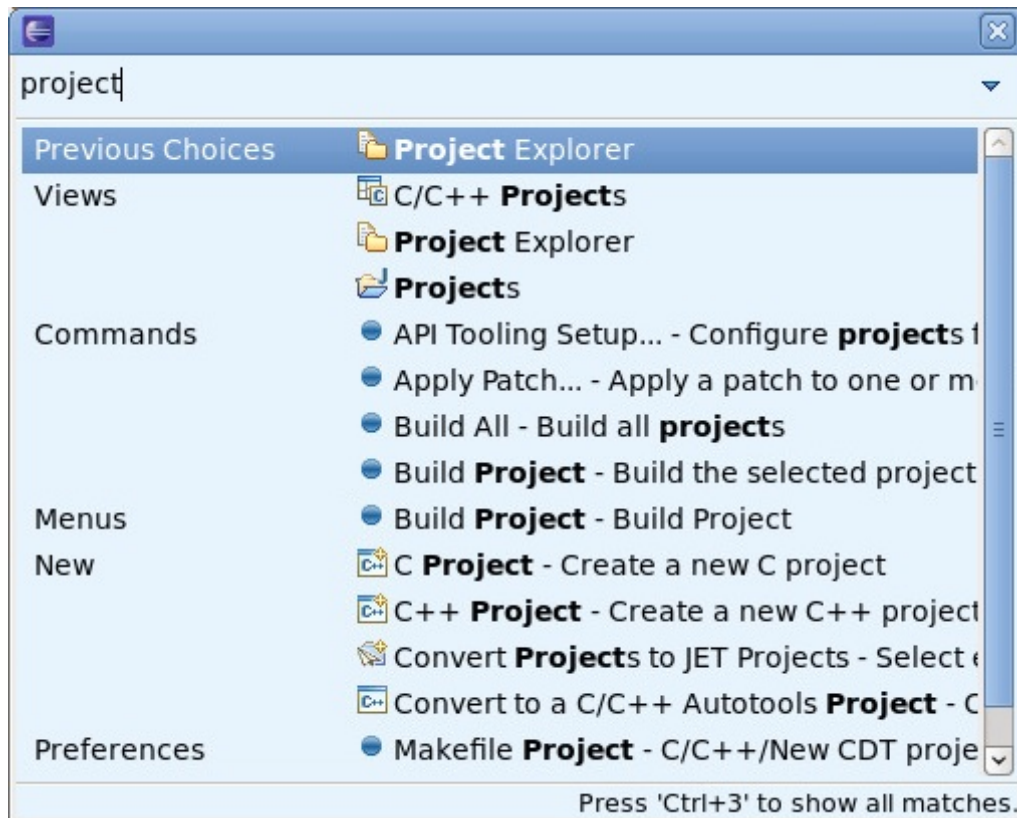 project
Previous Choices Project Explorer
Views C/C++ Projects
Project Explorer
Projects
Commands API Tooling Setup... - Configure projects f
Apply Patch... - Apply a patch to one or m
Build All - Build all projects
Build Project - Build the selected project
Menus Build Project - Build Project
New C Project - Create a new C project
C++ Project - Create a new C++ project
Convert Projects to JET Projects - Select e
Convert to a C/C++ Autotools Project - C
Preferences Makefile Project - C/C++/New CDT proje
Press 'Ctrl+3' to show all matches.